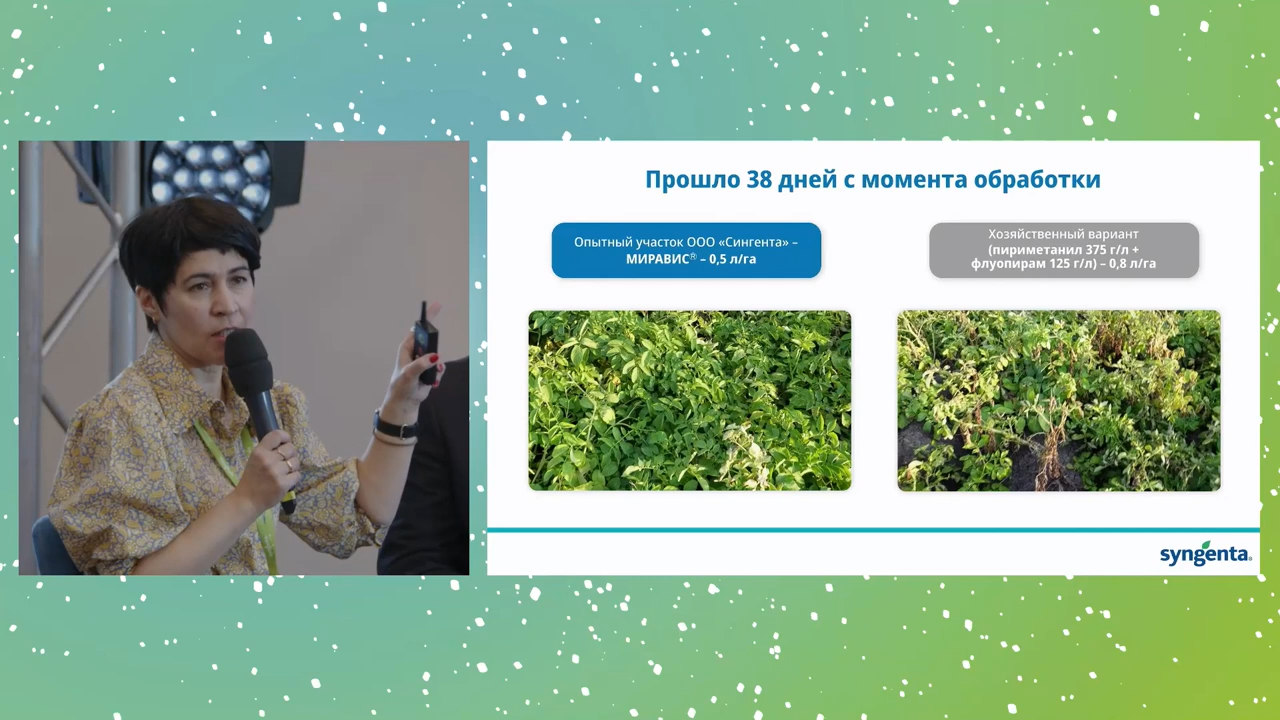 Прошло 38 дней с момента обработки
Опытный участок ООО «Сингента» –
МИРАВИС® – 0,5 л/га
Хозяйственный вариант
(пириметанил 375 г/л +
флуопирам 125 г/л) – 0,8 л/га
syngenta®